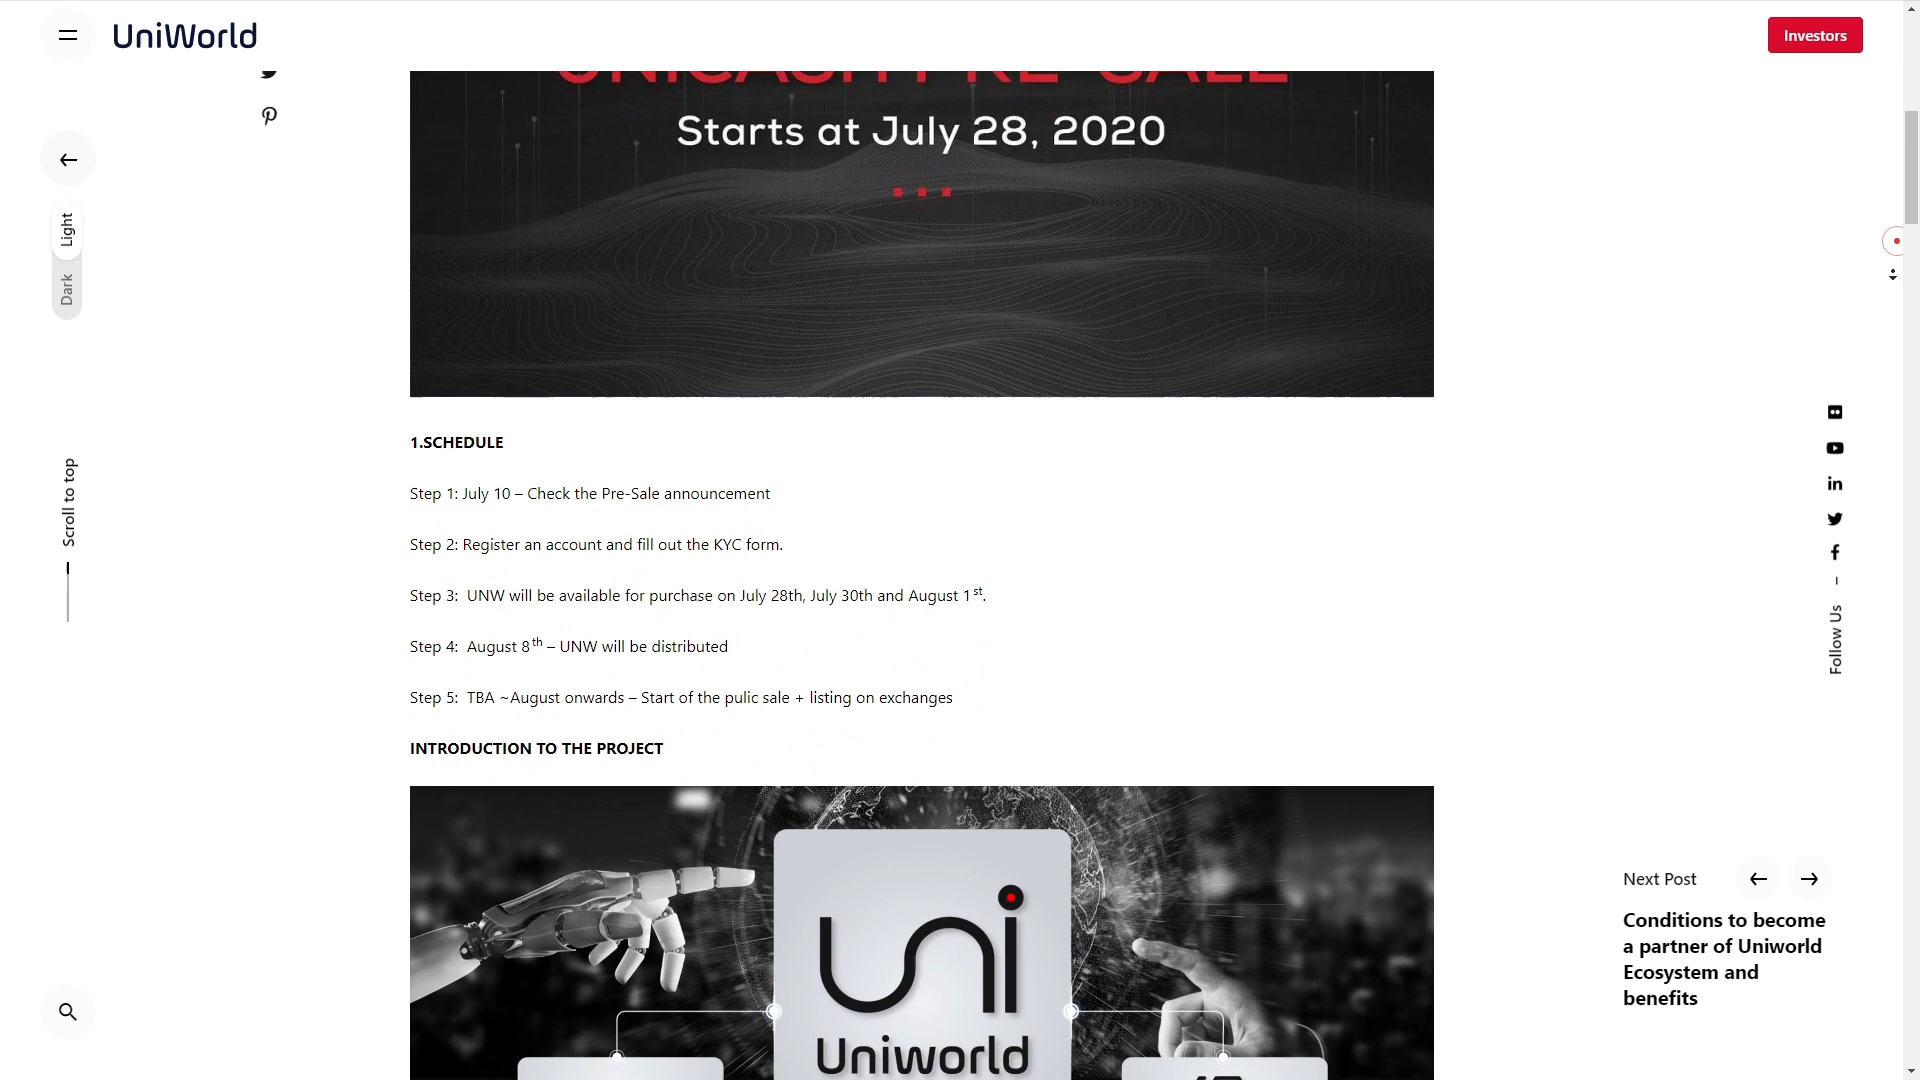 UniWorld
Investors
UNICASH PRE-SALE
Starts at July 28, 2020
Light
Dark
Scroll to top
1.SCHEDULE
Step 1: July 10 – Check the Pre-Sale announcement
Step 2: Register an account and fill out the KYC form.
Step 3:  UNW will be available for purchase on July 28th, July 30th and August 1st.
Step 4:  August 8th – UNW will be distributed
Step 5:  TBA ~August onwards – Start of the pulic sale + listing on exchanges
INTRODUCTION TO THE PROJECT
uni
Uniworld
Follow Us
Next Post
Conditions to become
a partner of Uniworld
Ecosystem and
benefits